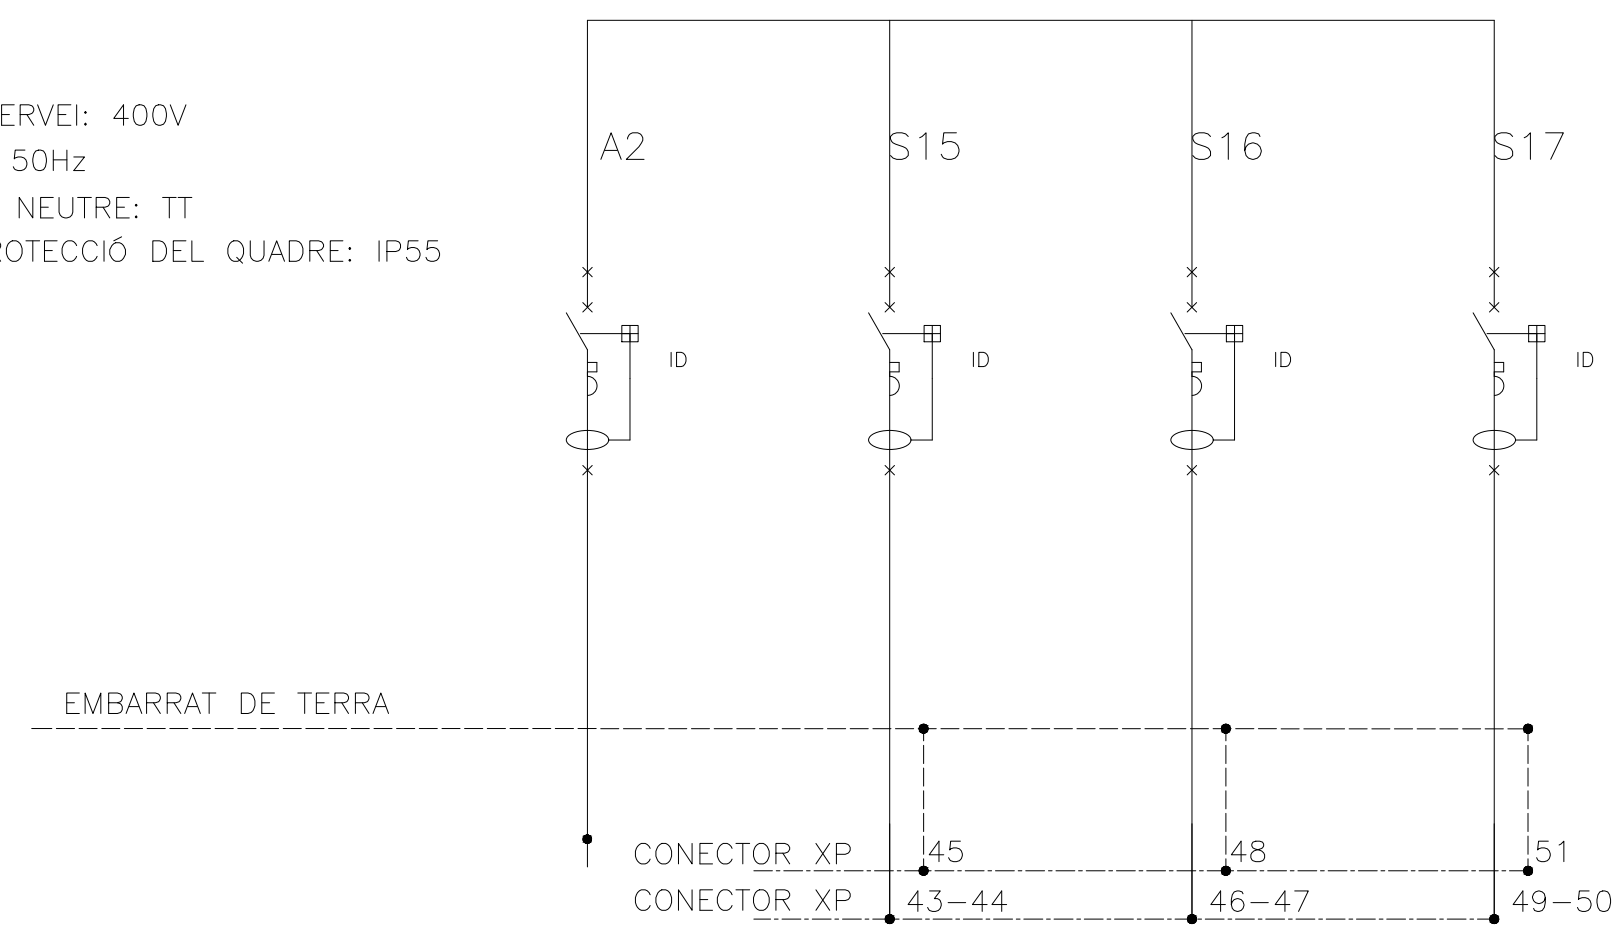 ERVEI: 400V
50Hz
NEUTRE: TT
ROTECCIÓ DEL QUADRE: IP55
A2 S15 S16 S17
ID ID ID ID
EMBARRAT DE TERRA
CONECTOR XP 45 48 51
CONECTOR XP 43-44 46-47 49-50